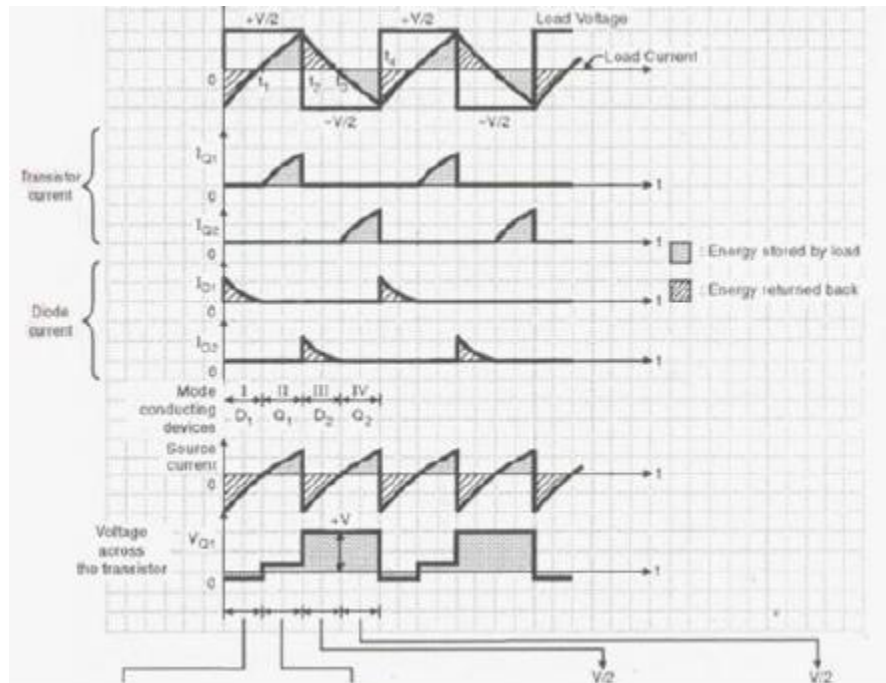 +V/2 +V/2 Load Voltage
t1 t2 t3 t4 Load Current
0
−V/2 −V/2
Transistor
current
IQ1
0 t
IQ2
0 t
: Energy stored by load
Diode
current
ID1
0 t
: Energy returned back
ID2
0 t
Mode
conducting
devices
I II III IV
D1 Q1 D2 Q2
Source
current
0 t
+V
Voltage
across
the transistor
VQ1
0 t
V/2 V/2